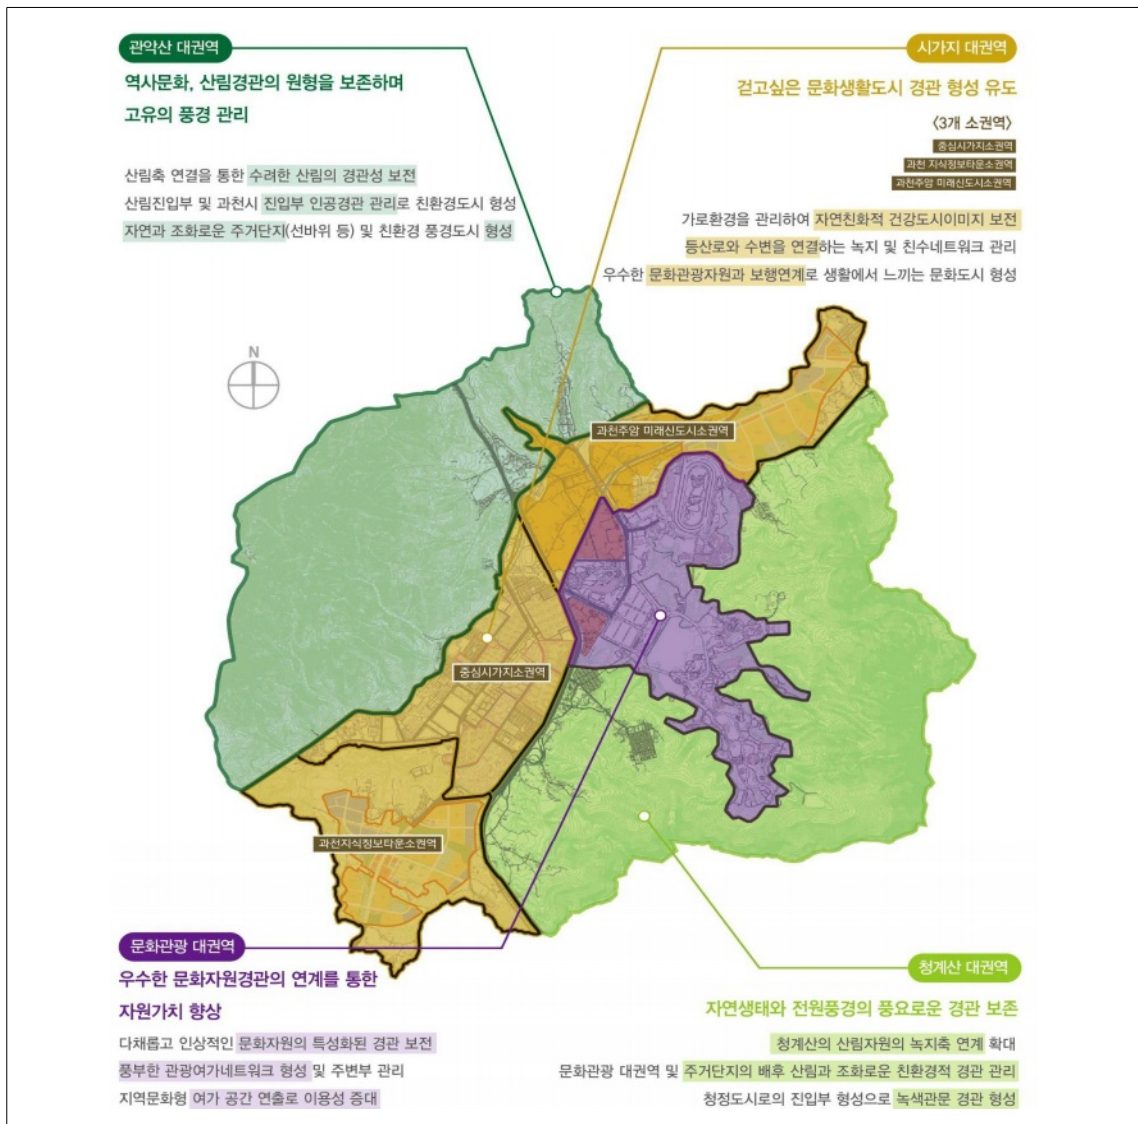 관악산 대권역
역사문화, 산림경관의 원형을 보존하며
고유의 풍경 관리
산림축 연결을 통한 수려한 산림의 경관성 보전
산림진입부 및 과천시 진입부 인공경관 관리로 친환경도시 형성
자연과 조화로운 주거단지(선바위 등) 및 친환경 풍경도시 형성
시가지 대권역
걷고싶은 문화생활도시 경관 형성 유도
〈3개 소권역〉
중심시가지소권역
과천 지식정보타운소권역
과천주암 미래신도시소권역
가로환경을 관리하여 자연친화적 건강도시이미지 보전
등산로와 수변을 연결하는 녹지 및 친수네트워크 관리
우수한 문화관광자원과 보행연계로 생활에서 느끼는 문화도시 형성
N
과천주암 미래신도시소권역
중심시가지소권역
과천지식정보타운소권역
문화관광 대권역
우수한 문화자원경관의 연계를 통한
자원가치 향상
다채롭고 인상적인 문화자원의 특성화된 경관 보전
풍부한 관광여가네트워크 형성 및 주변부 관리
지역문화형 여가 공간 연출로 이용성 증대
청계산 대권역
자연생태와 전원풍경의 풍요로운 경관 보존
청계산의 산림자원의 녹지축 연계 확대
문화관광 대권역 및 주거단지의 배후 산림과 조화로운 친환경적 경관 관리
청정도시로의 진입부 형성으로 녹색관문 경관 형성